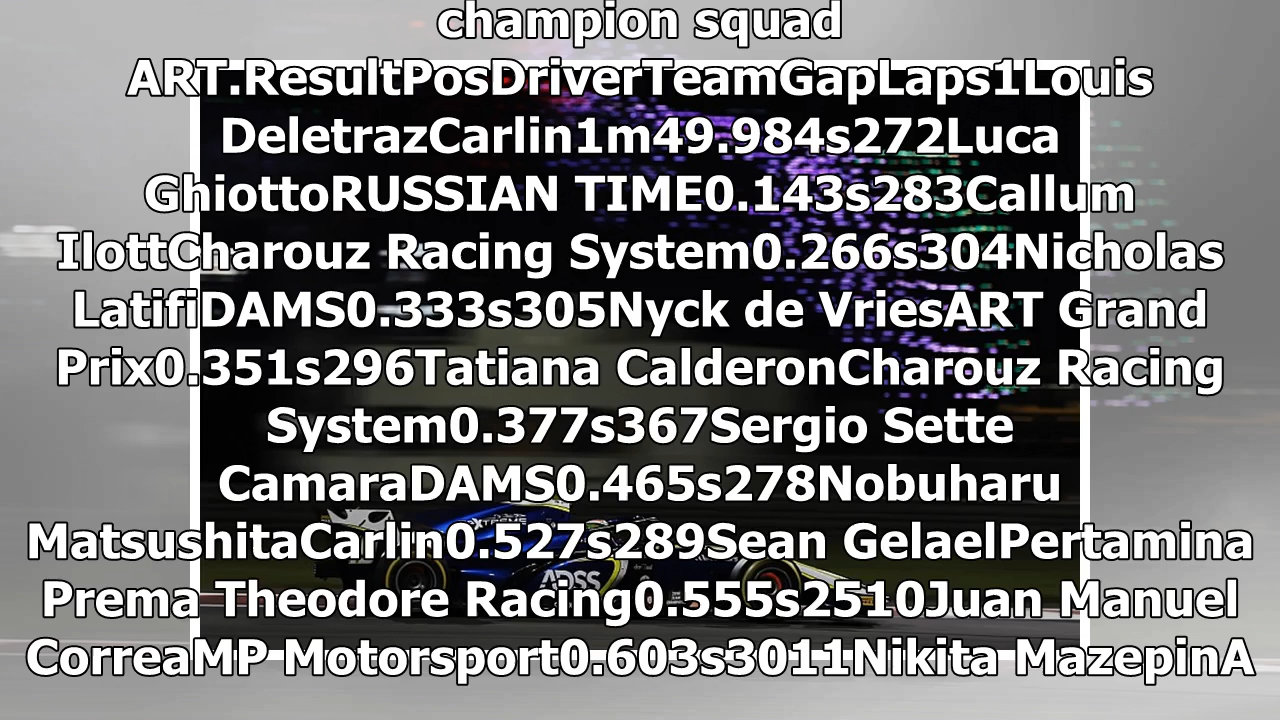 champion squad
ART.ResultPosDriverTeamGapLaps1Louis
DeletrazCarlin1m49.984s272Luca
GhiottoRUSSIAN TIME0.143s283Callum
IlottCharouz Racing System0.266s304Nicholas
LatifiDAMS0.333s305Nyck de VriesART Grand
Prix0.351s296Tatiana CalderonCharouz Racing
System0.377s367Sergio Sette
CamaraDAMS0.465s278Nobuharu
MatsushitaCarlin0.527s289Sean GelaelPertamina
Prema Theodore Racing0.555s2510Juan Manuel
CorreaMP Motorsport0.603s3011Nikita MazepinA
ADSS